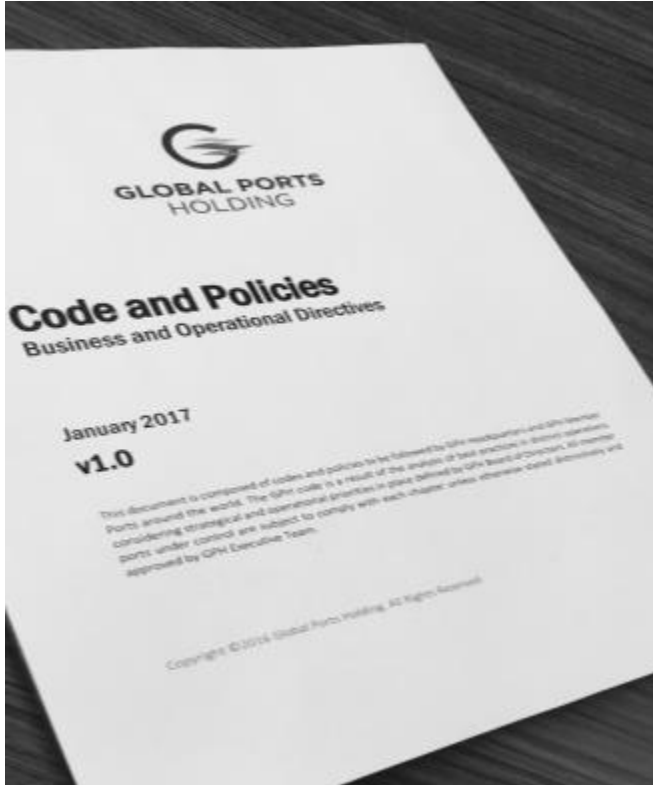 GLOBAL PORTS
HOLDING
Code and Policies
Business and Operational Directives
January 2017
v1.0
This document is composed of codes and policies to be followed by GPH Headquarters and GPH Member
Ports around the world. The GPH code is a result of the analysis of best practices in distinct operations
considering strategical and operational priorities in place defined by GPH Board of Directors. All member
ports under control are subject to comply with each chapter unless otherwise stated distinctively and
approved by GPH Executive Team.
Copyright ©2016 Global Ports Holding. All Rights Reserved